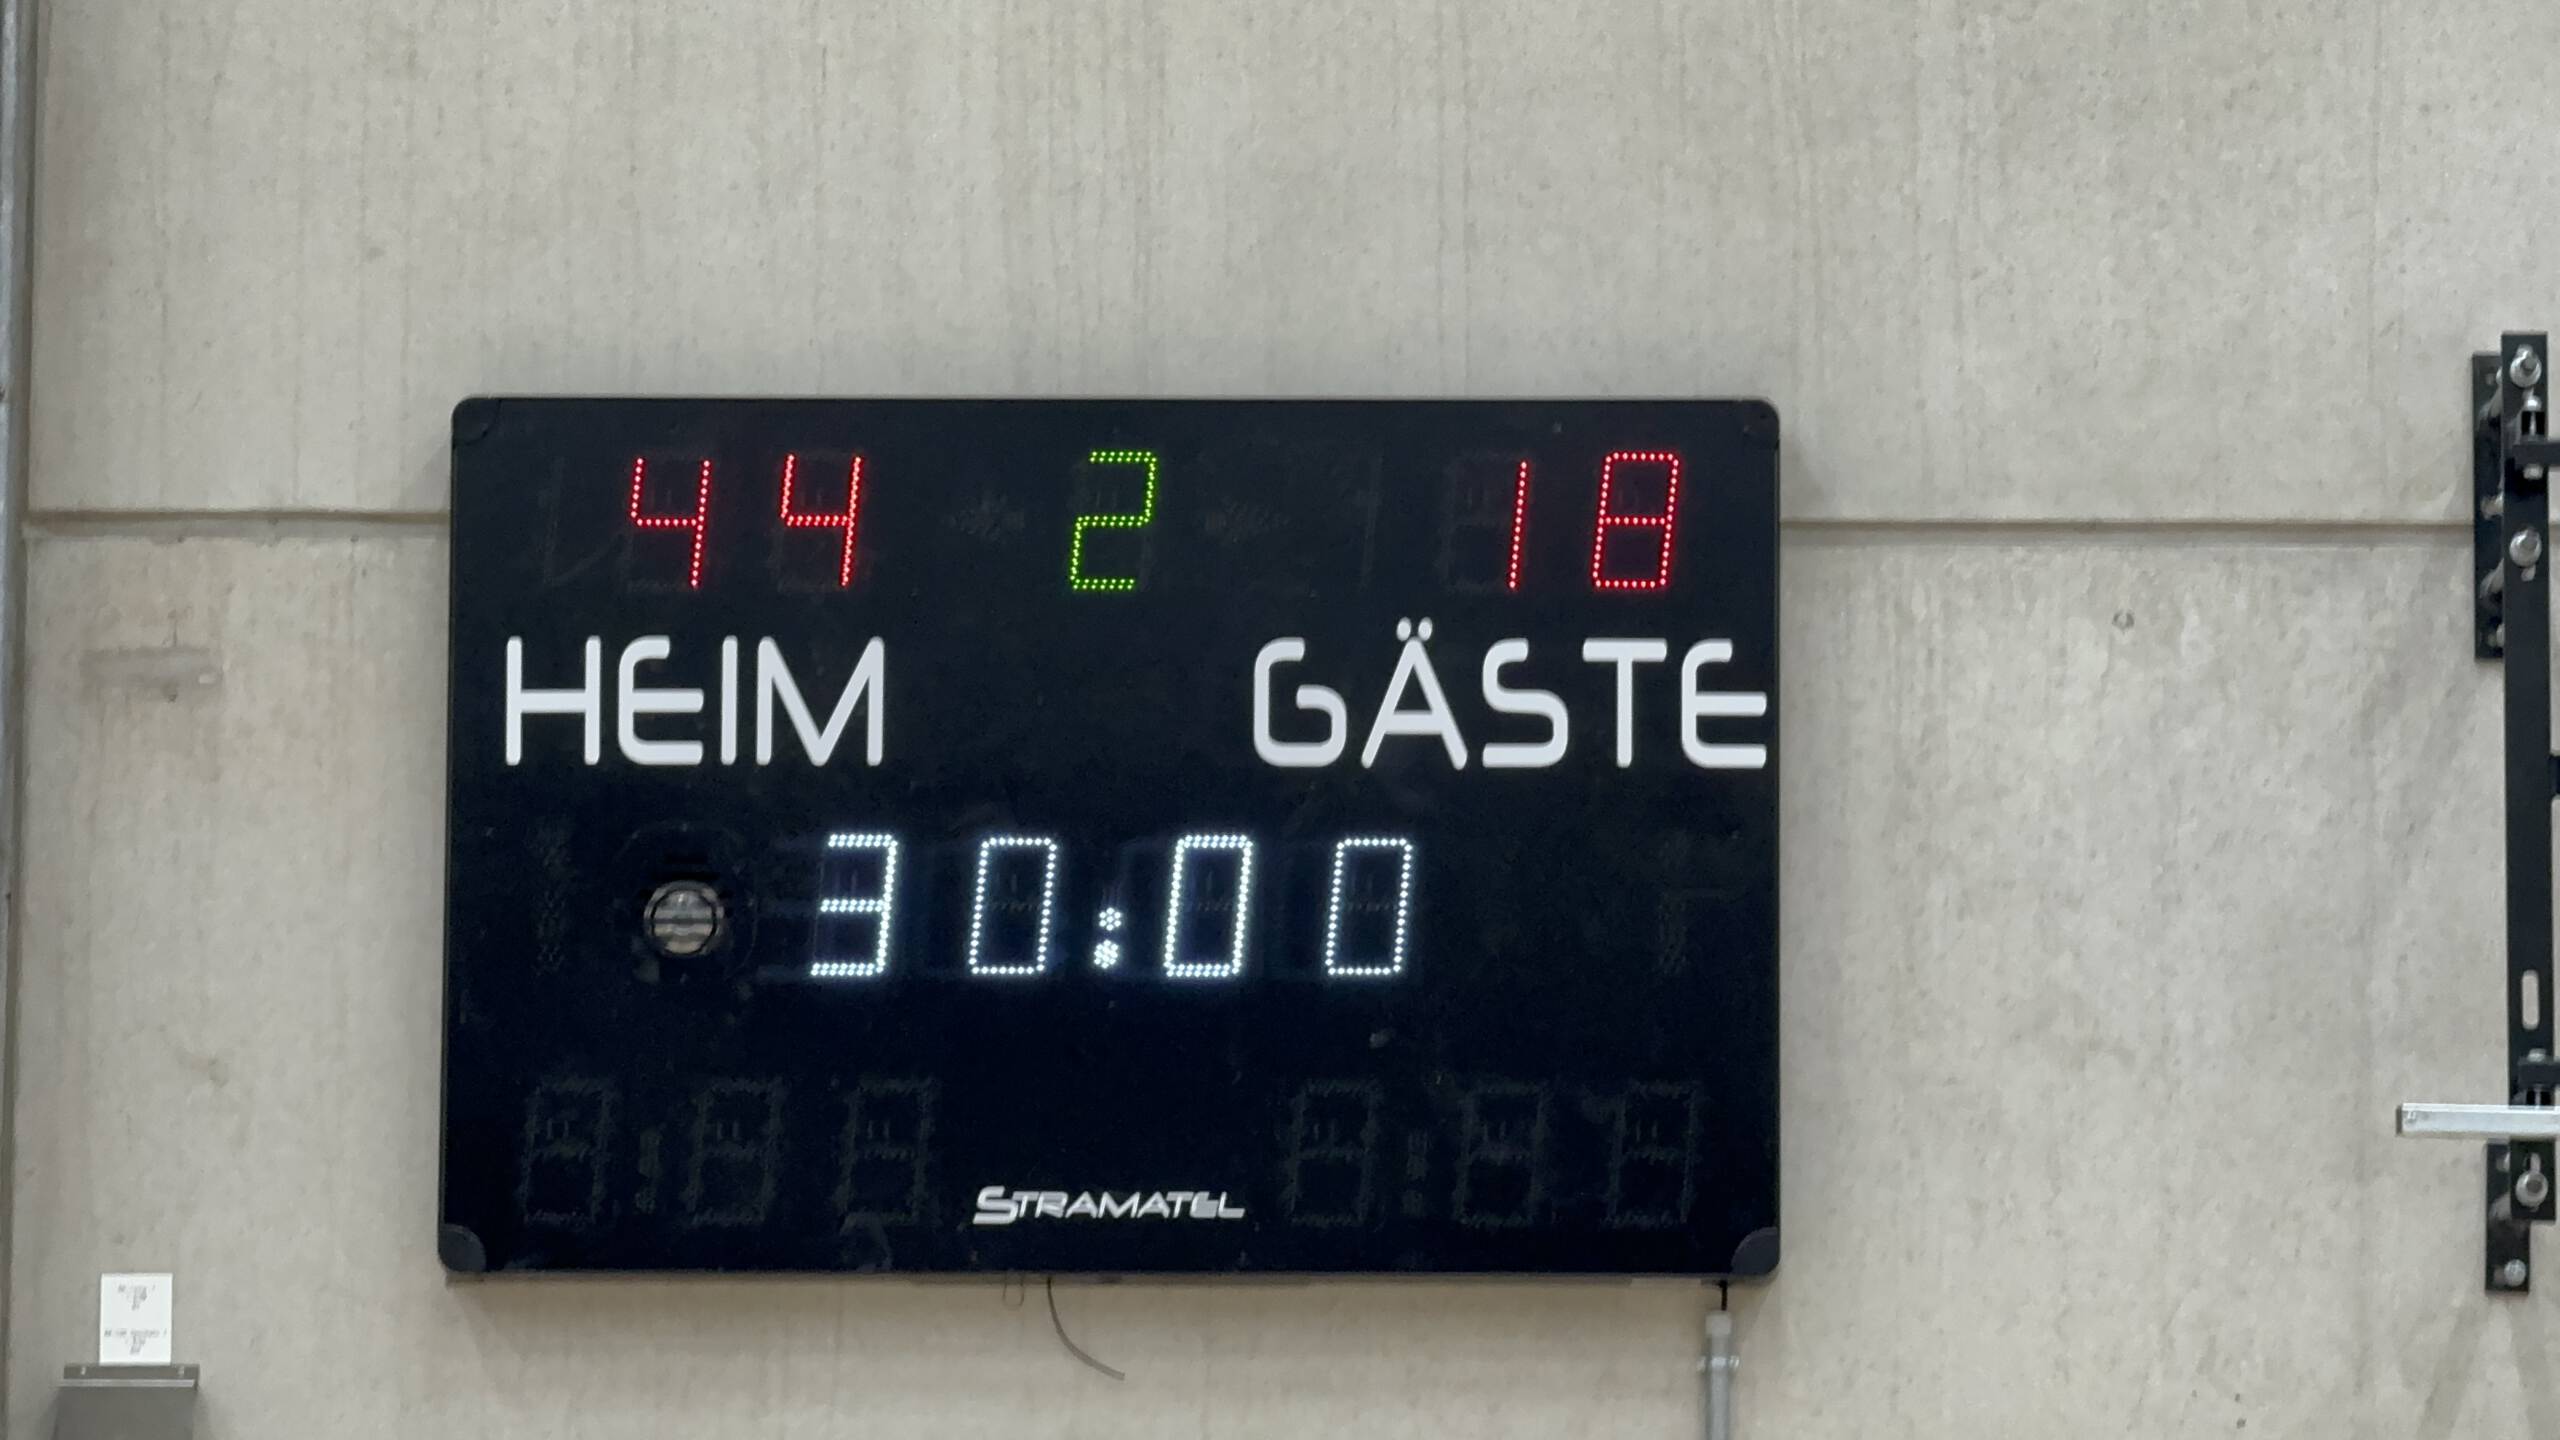 44 2 18
HEIM GÄSTE
30:00
STRAMATEL